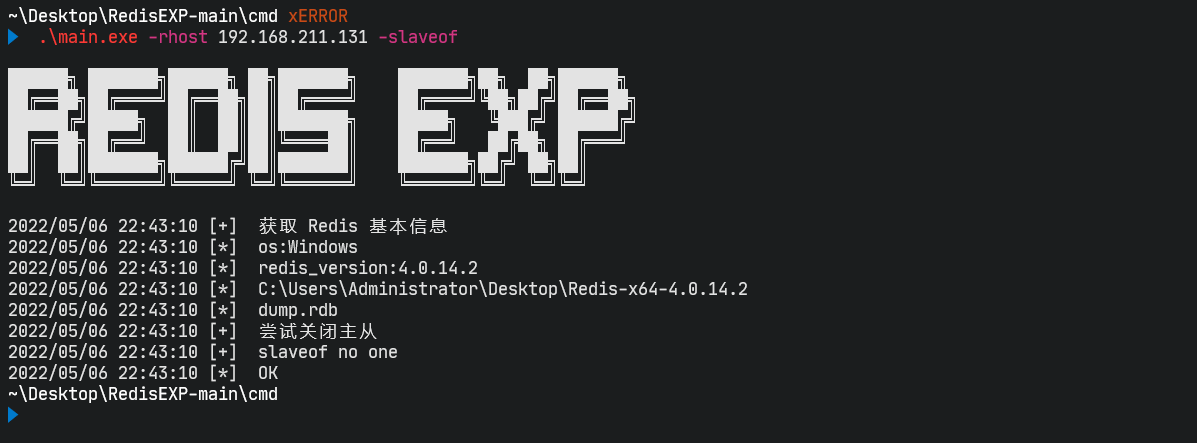 ~\Desktop\RedisEXP-main\cmd xERROR
.\main.exe -rhost 192.168.211.131 -slaveof
REDIS EXP
2022/05/06 22:43:10 [+] 获取 Redis 基本信息
2022/05/06 22:43:10 [*] os:Windows
2022/05/06 22:43:10 [*] redis_version:4.0.14.2
2022/05/06 22:43:10 [*] C:\Users\Administrator\Desktop\Redis-x64-4.0.14.2
2022/05/06 22:43:10 [*] dump.rdb
2022/05/06 22:43:10 [+] 尝试关闭主从
2022/05/06 22:43:10 [+] slaveof no one
2022/05/06 22:43:10 [*] OK
~\Desktop\RedisEXP-main\cmd